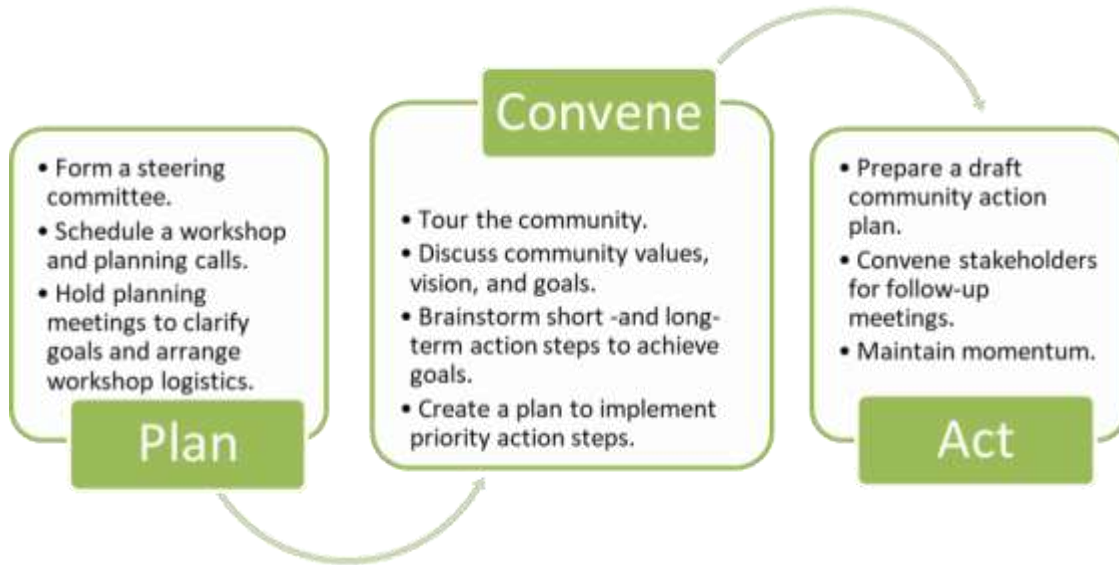 • Form a steering
committee.
• Schedule a workshop
and planning calls.
• Hold planning
meetings to clarify
goals and arrange
workshop logistics.
Plan
Convene
• Tour the community.
• Discuss community values,
vision, and goals.
• Brainstorm short -and long-
term action steps to achieve
goals.
• Create a plan to implement
priority action steps.
• Prepare a draft
community action
plan.
• Convene stakeholders
for follow-up
meetings.
• Maintain momentum.
Act